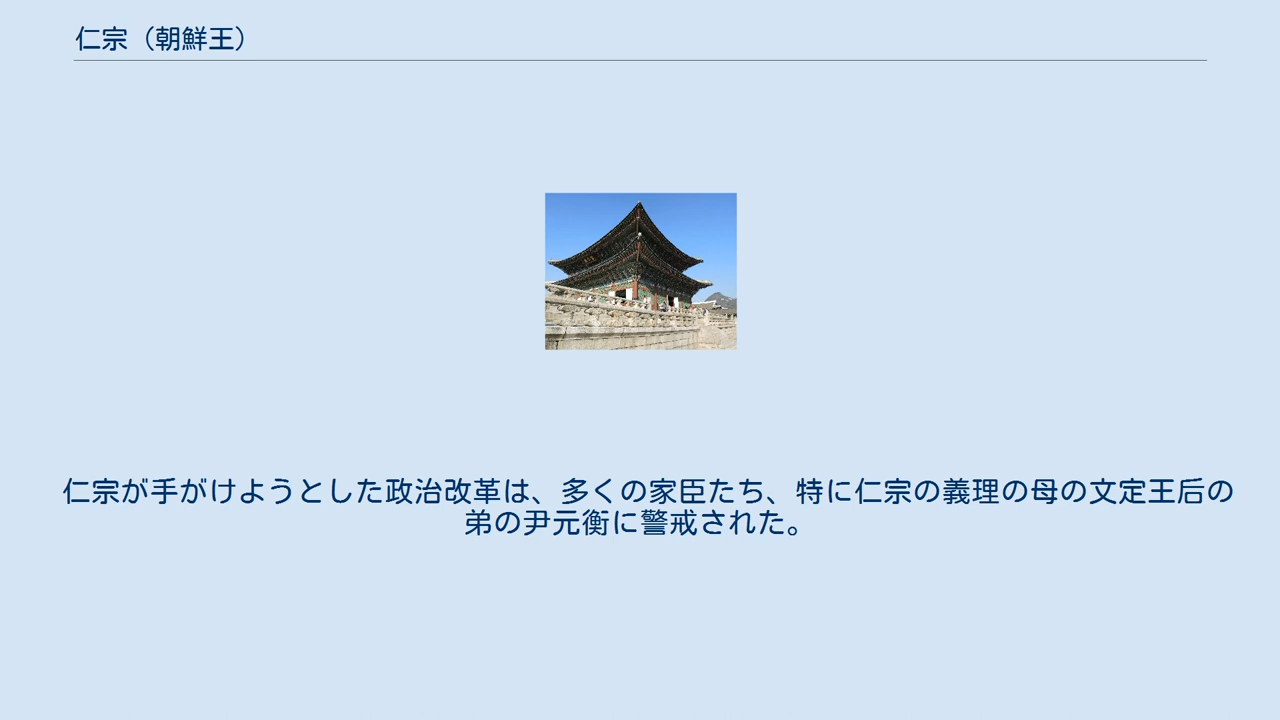 仁宗（朝鮮王）
仁宗が手がけようとした政治改革は、多くの家臣たち、特に仁宗の義理の母の文定王后の
弟の尹元衡に警戒された。